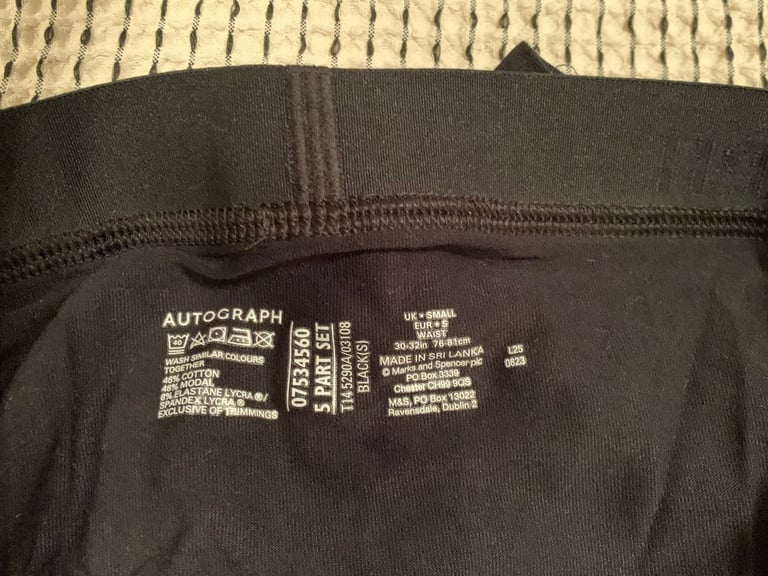 AUTOGRAPH
40
WASH SIMILAR COLOURS
TOGETHER
46% COTTON
46% MODAL
8% ELASTANE LYCRA ®/
SPANDEX LYCRA ®
EXCLUSIVE OF TRIMMINGS
07534560
5 PART SET
T14 5290A/03108
BLACK(S)
UK • SMALL
EUR • S
WAIST
30-32in 76-81cm
MADE IN SRI LANKA
© Marks and Spencer plc
PO Box 3339
Chester CH99 9QS
M&S, PO BOX 13022
Ravensdale, Dublin 2
L25
0823